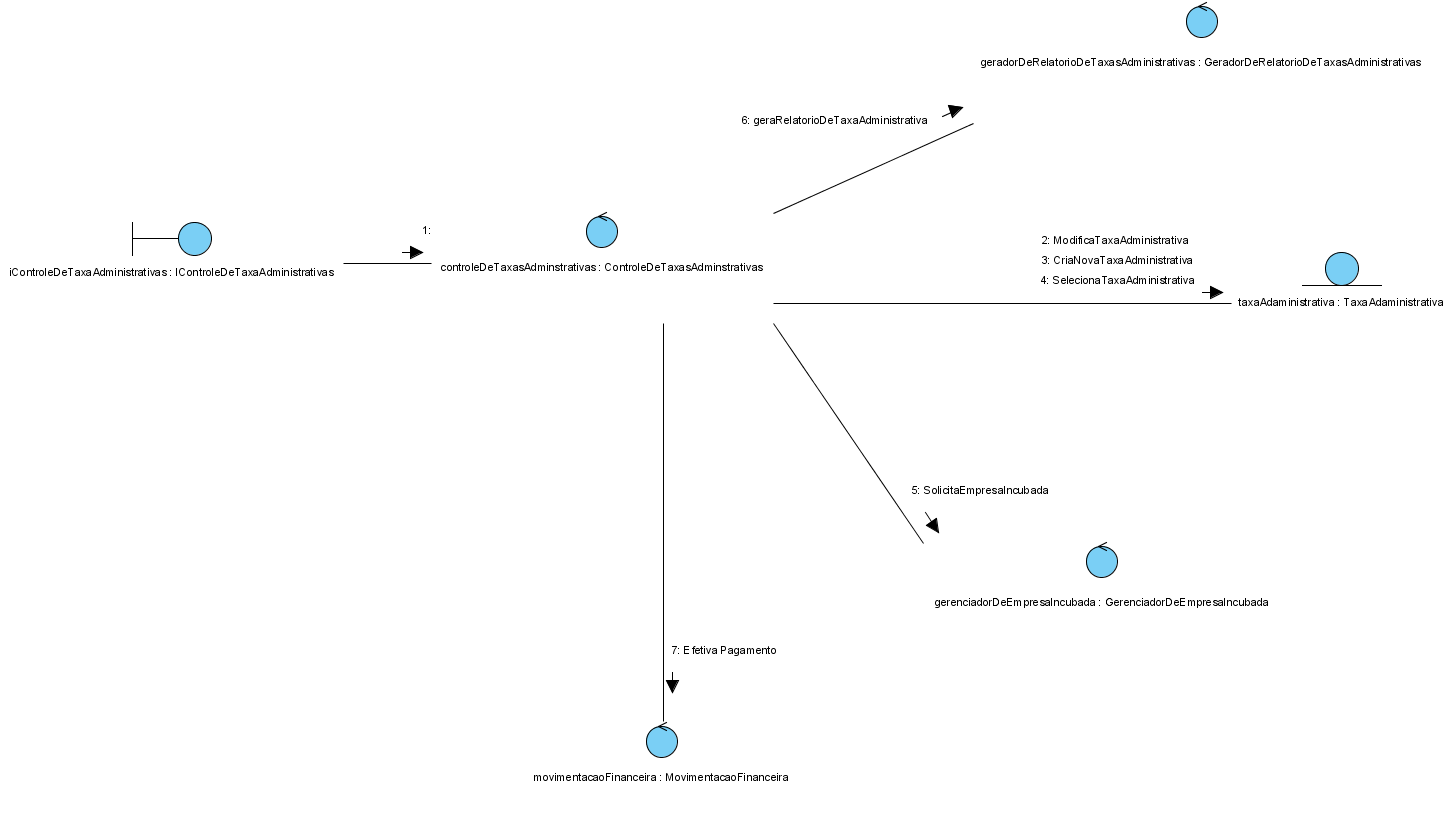 geradorDeRelatorioDeTaxasAdministrativas : GeradorDeRelatorioDeTaxasAdministrativas
6: geraRelatorioDeTaxaAdministrativa
1:
iControleDeTaxaAdministrativas : IControleDeTaxaAdministrativas
controleDeTaxasAdminstrativas : ControleDeTaxasAdminstrativas
2: ModificaTaxaAdministrativa
3: CriaNovaTaxaAdministrativa
4: SelecionaTaxaAdministrativa
taxaAdaministrativa : TaxaAdaministrativa
5: SolicitaEmpresaIncubada
gerenciadorDeEmpresaIncubada : GerenciadorDeEmpresaIncubada
7: Efetiva Pagamento
movimentacaoFinanceira : MovimentacaoFinanceira